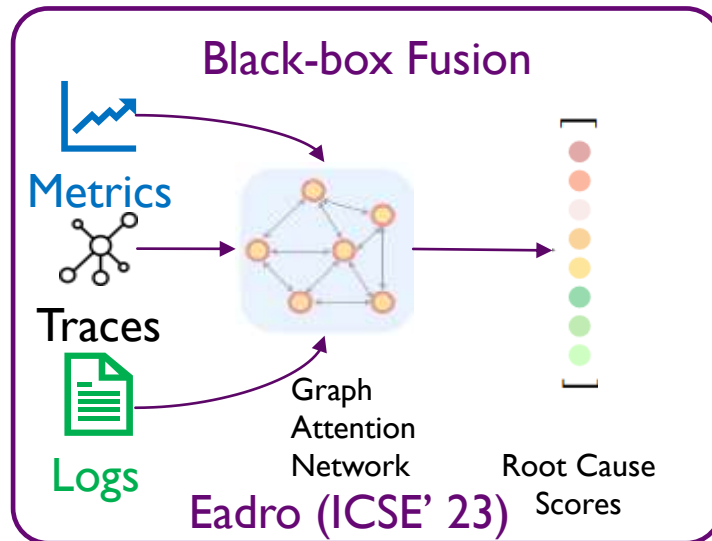 Black-box Fusion
Metrics
Traces
Logs
Graph
Attention
Network
Root Cause
Scores
Eadro (ICSE’ 23)